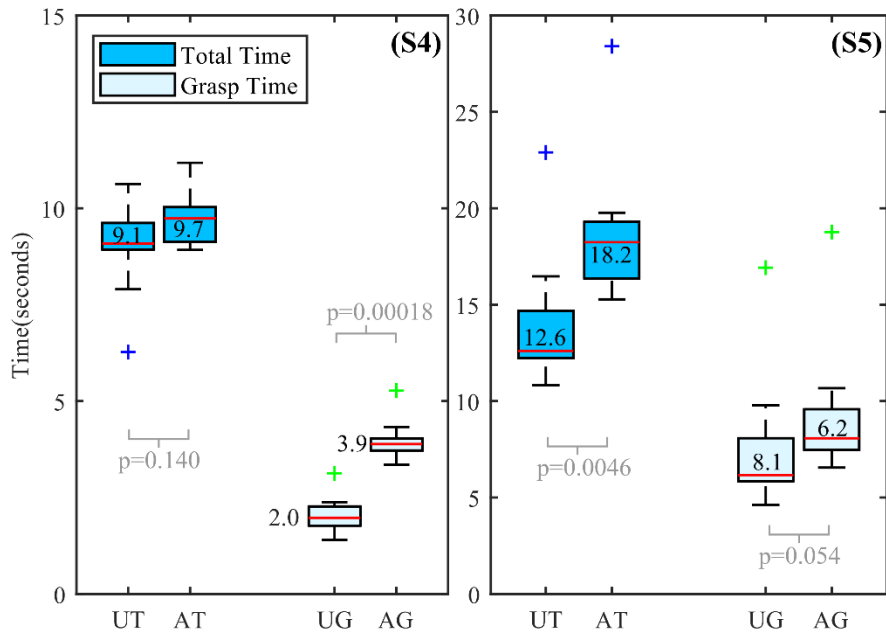 Time(seconds)
15
10
5
0
(S4)
Total Time
Grasp Time
9.1
9.7
p=0.00018
3.9
p=0.140
2.0
UT AT UG AG
30
25
20
15
10
5
0
(S5)
18.2
12.6
6.2
8.1
p=0.0046
p=0.054
UT AT UG AG